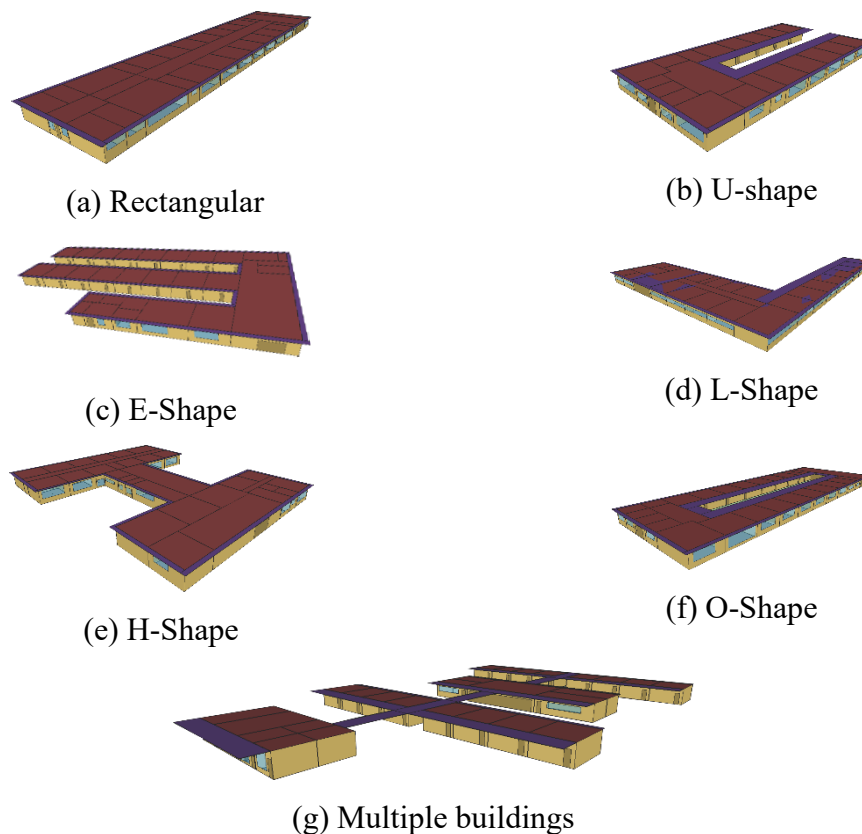 (a) Rectangular
(b) U-shape
(c) E-Shape
(d) L-Shape
(e) H-Shape
(f) O-Shape
(g) Multiple buildings